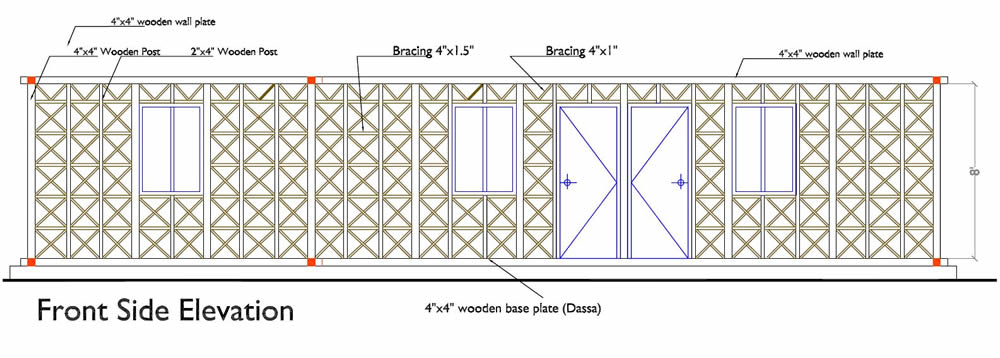 4"x4" wooden wall plate
4"x4" Wooden Post
2"x4" Wooden Post
Bracing 4"x1.5"
Bracing 4"x1"
4"x4" wooden wall plate
8'
4"x4" wooden base plate (Dassa)
Front Side Elevation